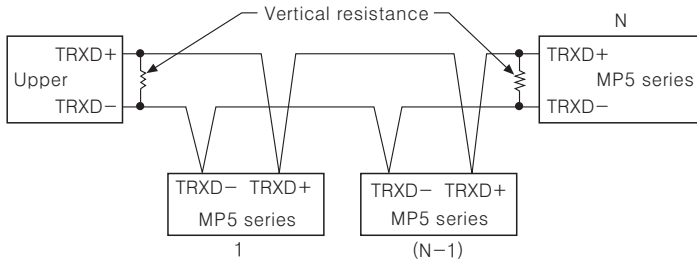 Vertical resistance
N
TRXD+
Upper
TRXD−
TRXD+
MP5 series
TRXD−
TRXD− TRXD+
MP5 series
1
TRXD− TRXD+
MP5 series
(N−1)